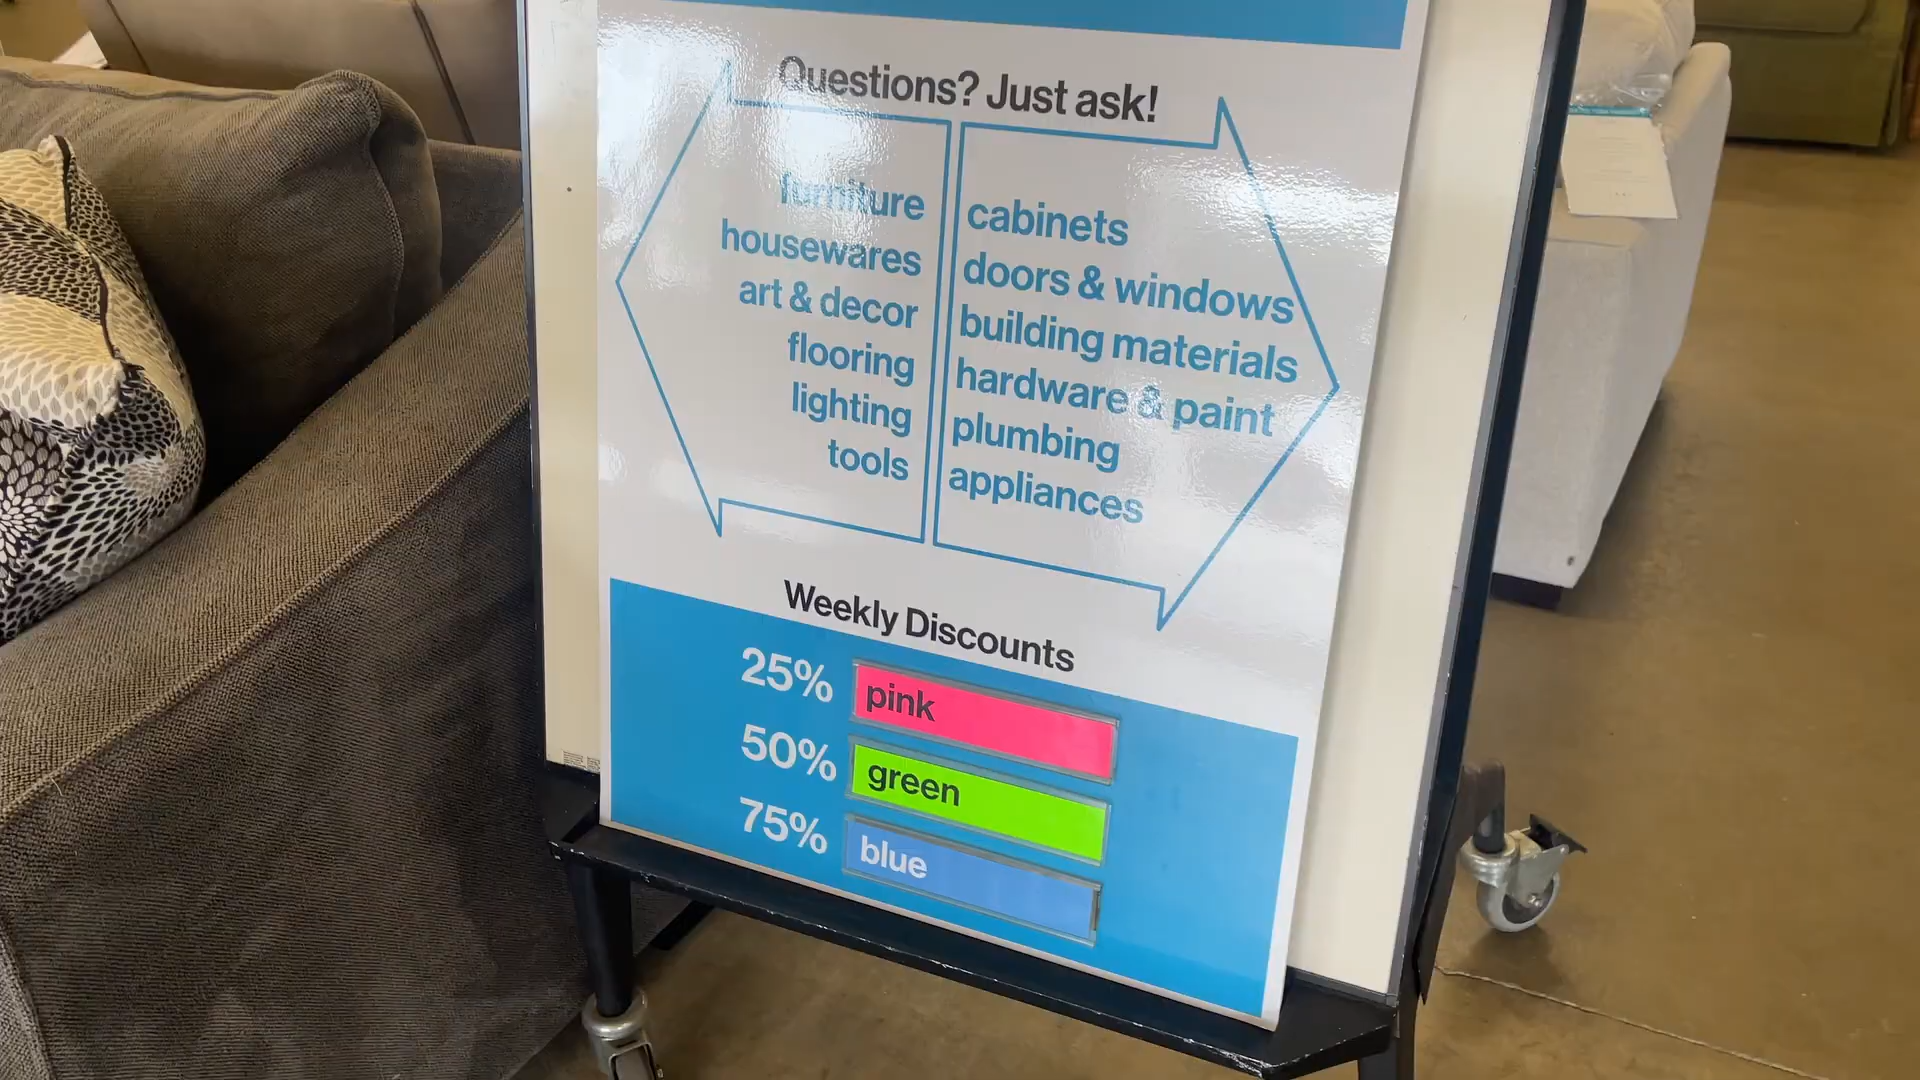 Questions? Just ask!
furniture
housewares
art & decor
flooring
lighting
tools
cabinets
doors & windows
building materials
hardware & paint
plumbing
appliances
Weekly Discounts
25% pink
50% green
75% blue